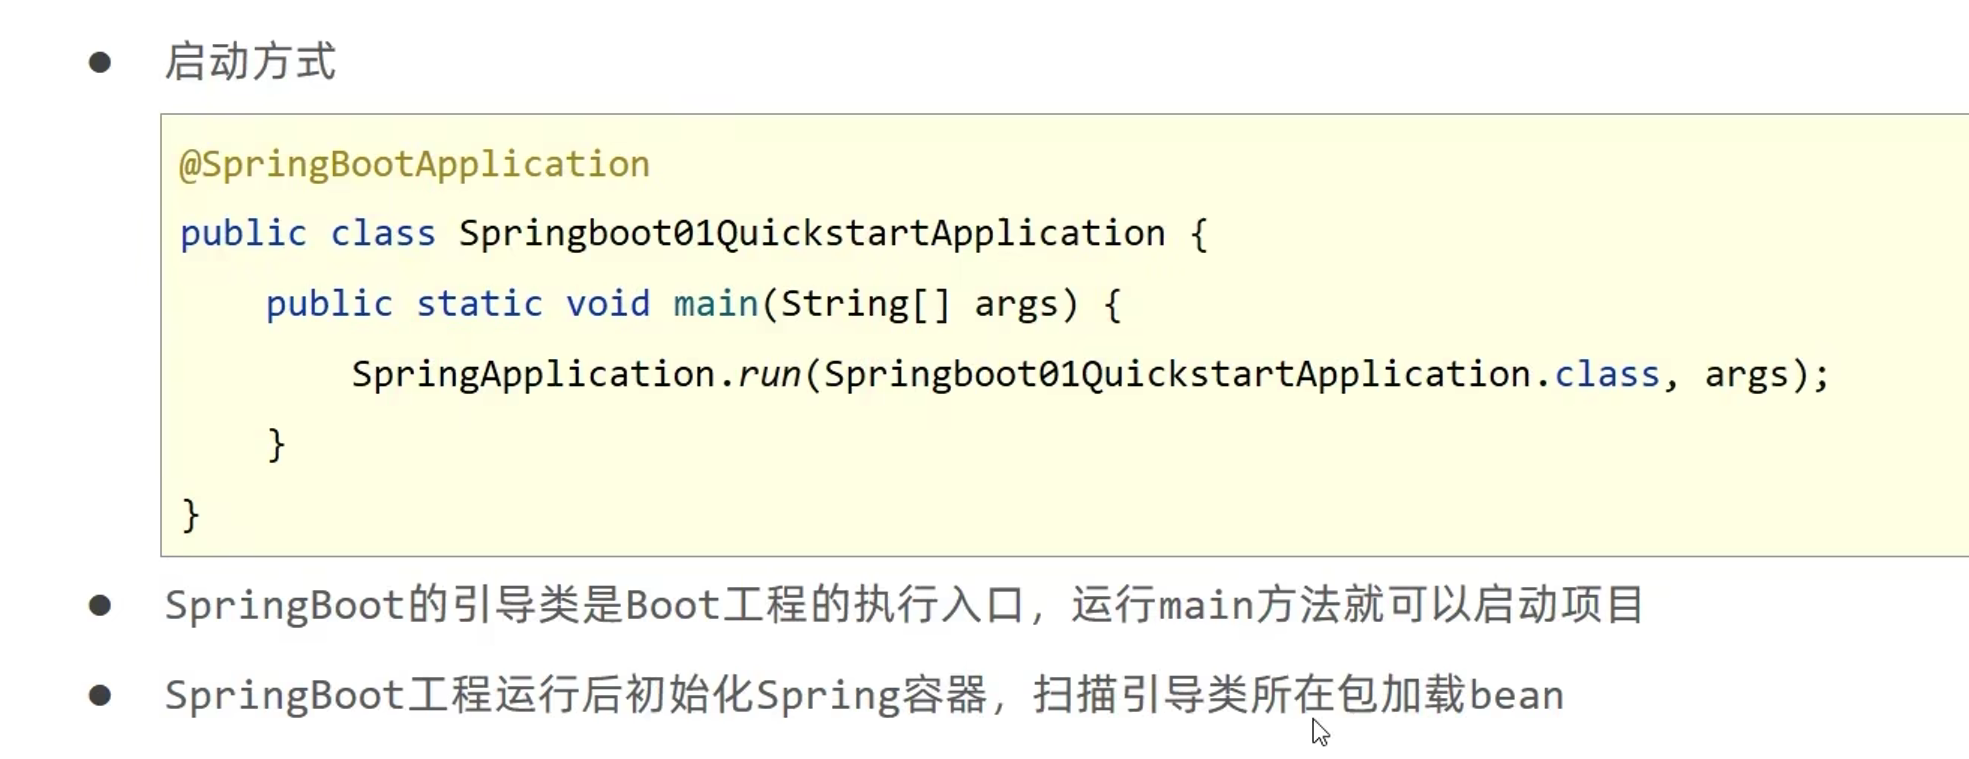 ● 启动方式
@SpringBootApplication
public class Springboot01QuickstartApplication {
    public static void main(String[] args) {
        SpringApplication.run(Springboot01QuickstartApplication.class, args);
    }
}
● SpringBoot的引导类是Boot工程的执行入口，运行main方法就可以启动项目
● SpringBoot工程运行后初始化Spring容器，扫描引导类所在包加载bean